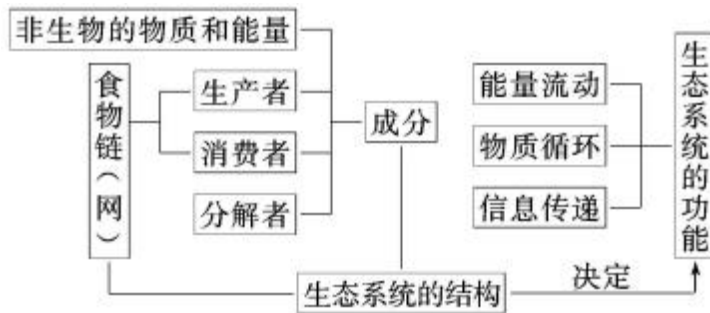 非生物的物质和能量
食物链（网）
生产者
消费者
分解者
成分
能量流动
物质循环
信息传递
生态系统的功能
生态系统的结构
决定